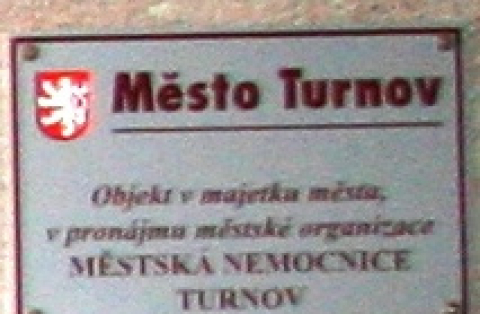 Město Turnov
Objekt v majetku města,
v pronájmu městské organizace
MĚSTSKÁ NEMOCNICE
TURNOV